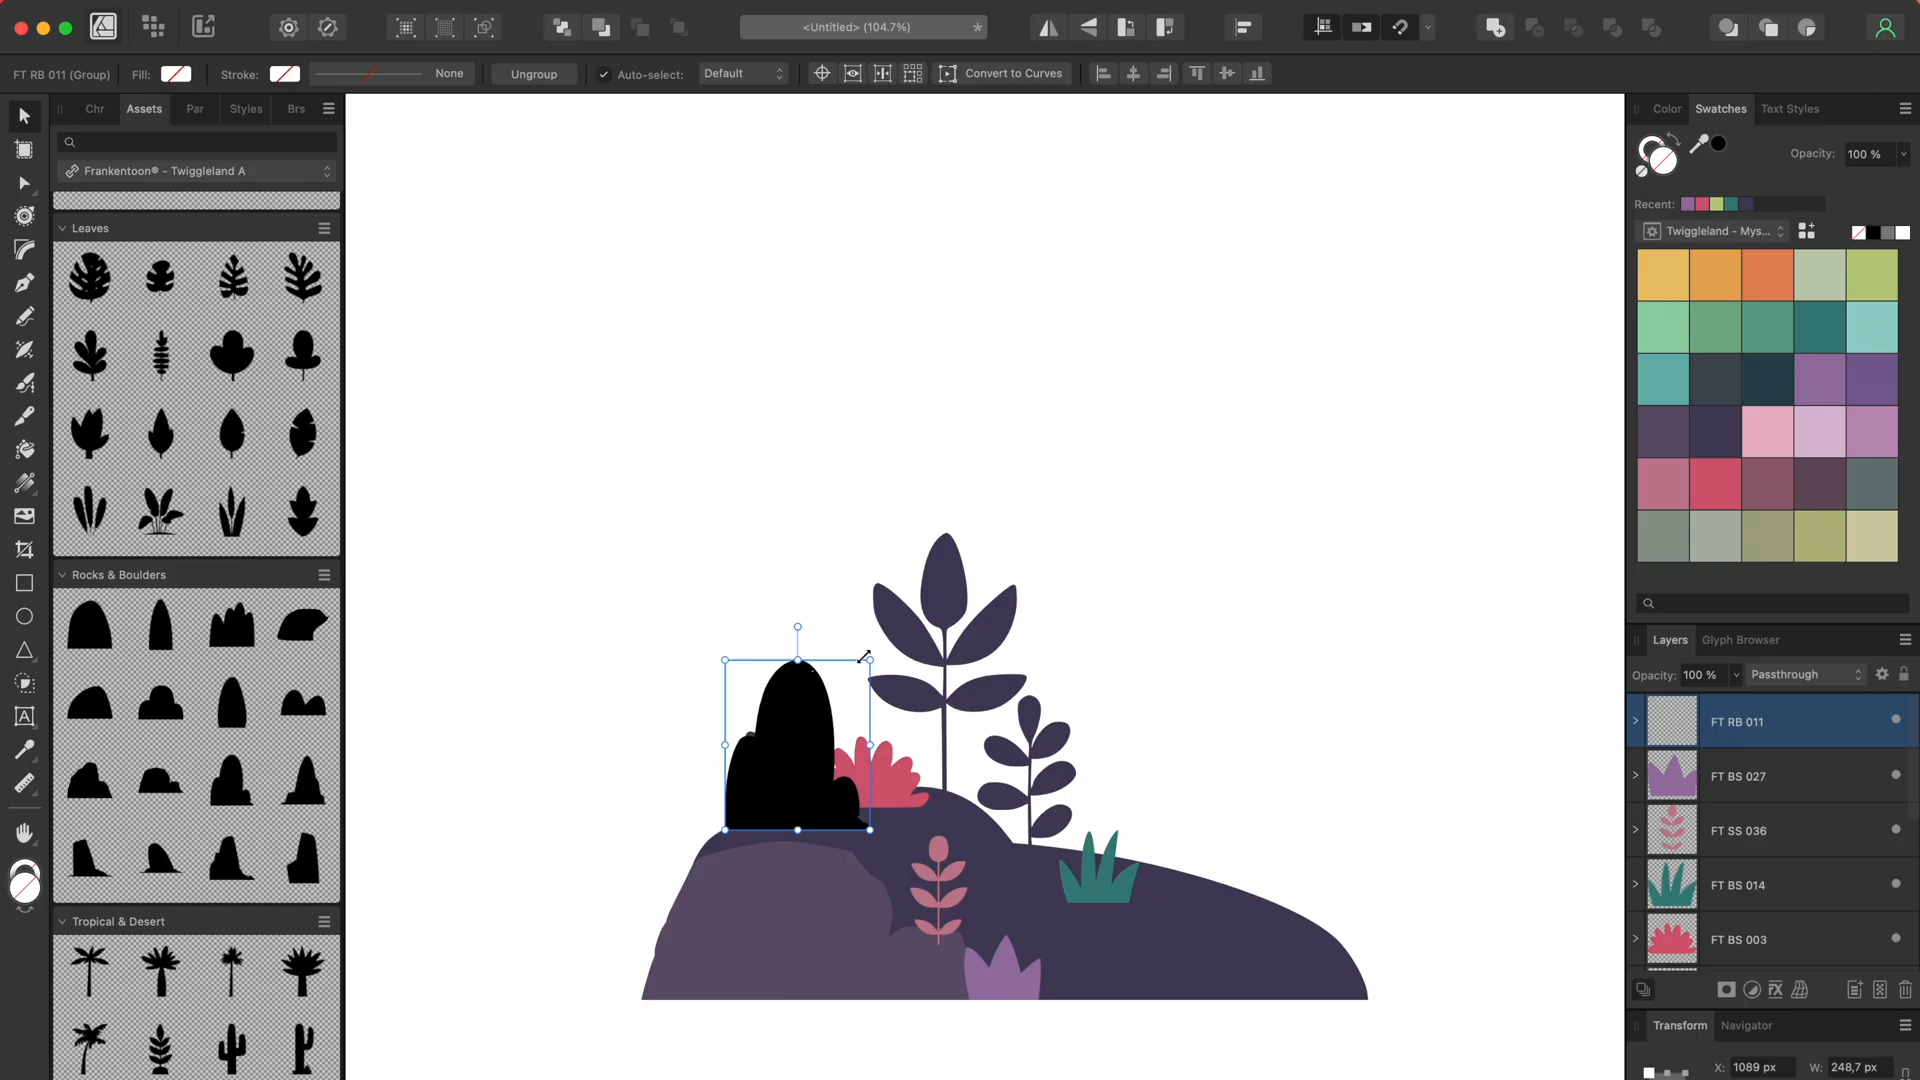 <Untitled> (104.7%)
*
FT RB 011 (Group)
Fill:
Stroke:
None
Ungroup
Auto-select:
Default
Convert to Curves
Chr
Assets
Par
Styles
Brs
Frankentoon® - Twiggleland A
Leaves
Rocks & Boulders
Tropical & Desert
Color
Swatches
Text Styles
Opacity:
100 %
Recent:
Twiggleland - Mys...
Layers
Glyph Browser
Opacity:
100 %
Passthrough
FT RB 011
FT BS 027
FT SS 036
FT BS 014
FT BS 003
Transform
Navigator
X:
1089 px
W:
248,7 px